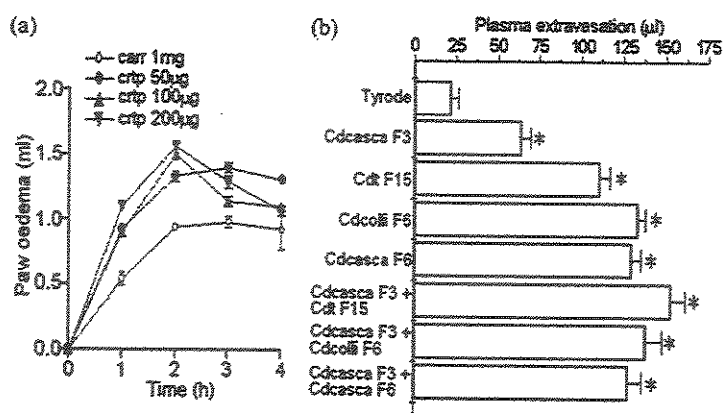 (a)
carr 1mg
crtp 50µg
crtp 100µg
crtp 200µg
2.0
1.5
1.0
0.5
0.0
Paw oedema (ml)
0 1 2 3 4
Time (h)
(b)
Plasma extravasation (µl)
0 25 50 75 100 125 150 175
Tyrode
*
Cdcasca F3
*
Cdt F15
*
Cdcolli F6
*
Cdcasca F6
*
Cdcasca F3 +
Cdt F15
*
Cdcasca F3 +
Cdcolli F6
*
Cdcasca F3 +
Cdcasca F6